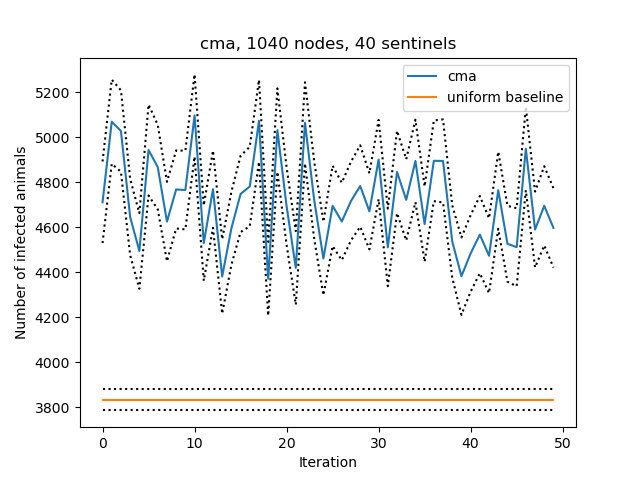 cma, 1040 nodes, 40 sentinels
cma
uniform baseline
Number of infected animals
5200
5000
4800
4600
4400
4200
4000
3800
0
10
20
30
40
50
Iteration